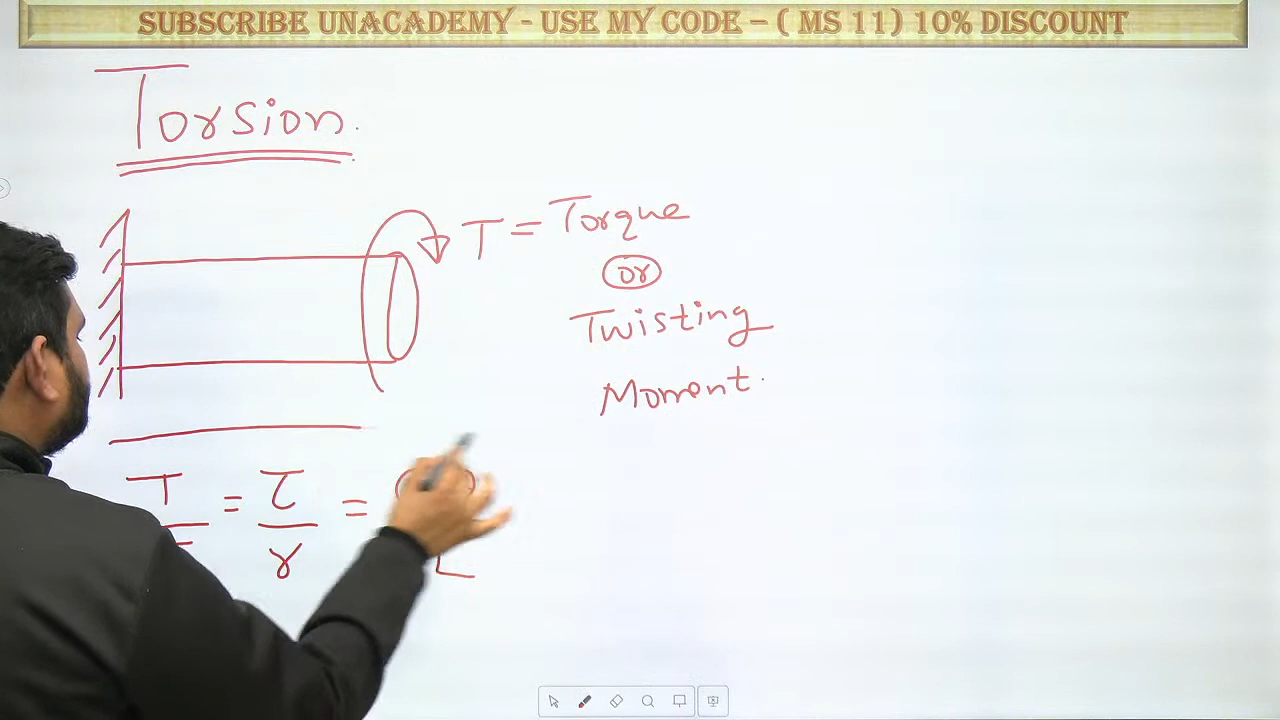 SUBSCRIBE UNACADEMY - USE MY CODE – ( MS 11) 10% DISCOUNT
Torsion.
T = Torque
or
Twisting
Moment.
T = τ =
r L